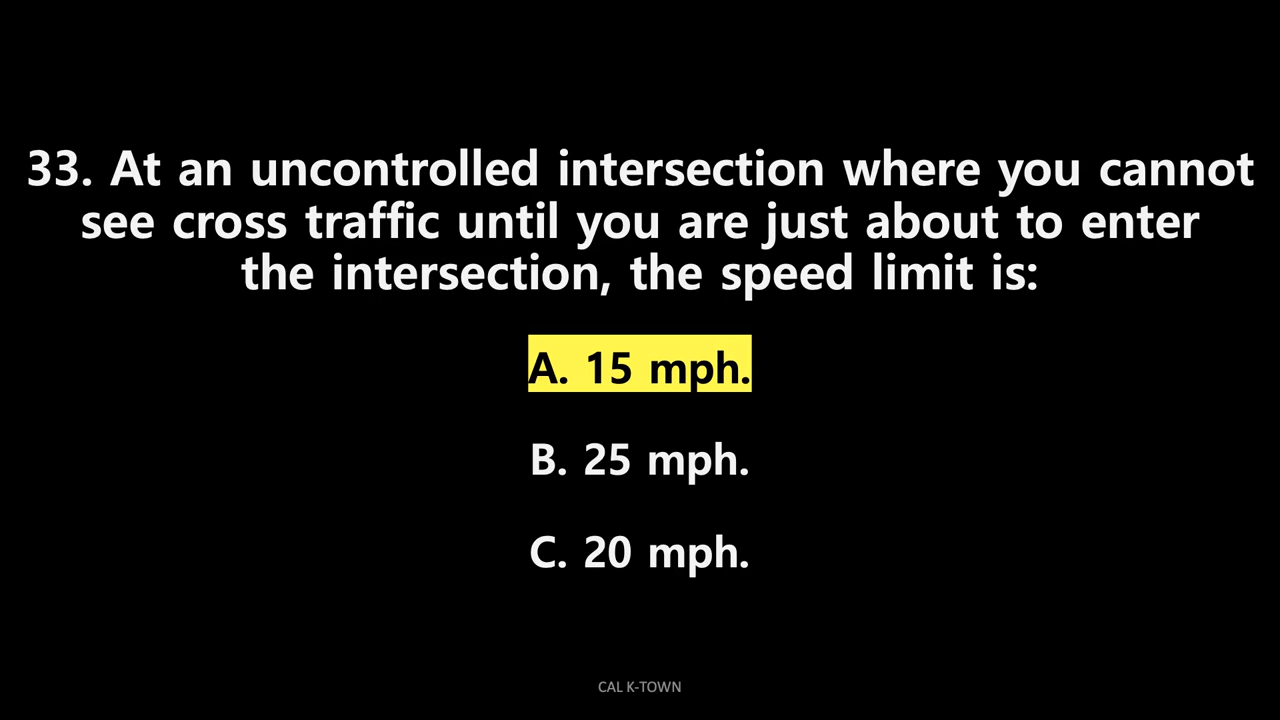 33. At an uncontrolled intersection where you cannot
see cross traffic until you are just about to enter
the intersection, the speed limit is:
A. 15 mph.
B. 25 mph.
C. 20 mph.
CAL K-TOWN